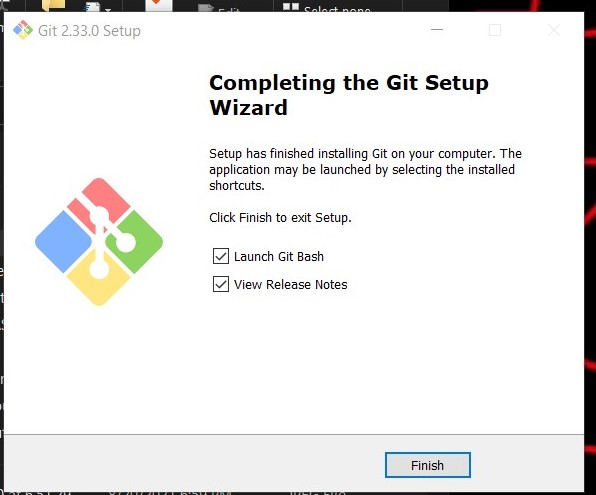 Select none
Git 2.33.0 Setup
Completing the Git Setup
Wizard
Setup has finished installing Git on your computer. The
application may be launched by selecting the installed
shortcuts.
Click Finish to exit Setup.
Launch Git Bash
View Release Notes
Finish